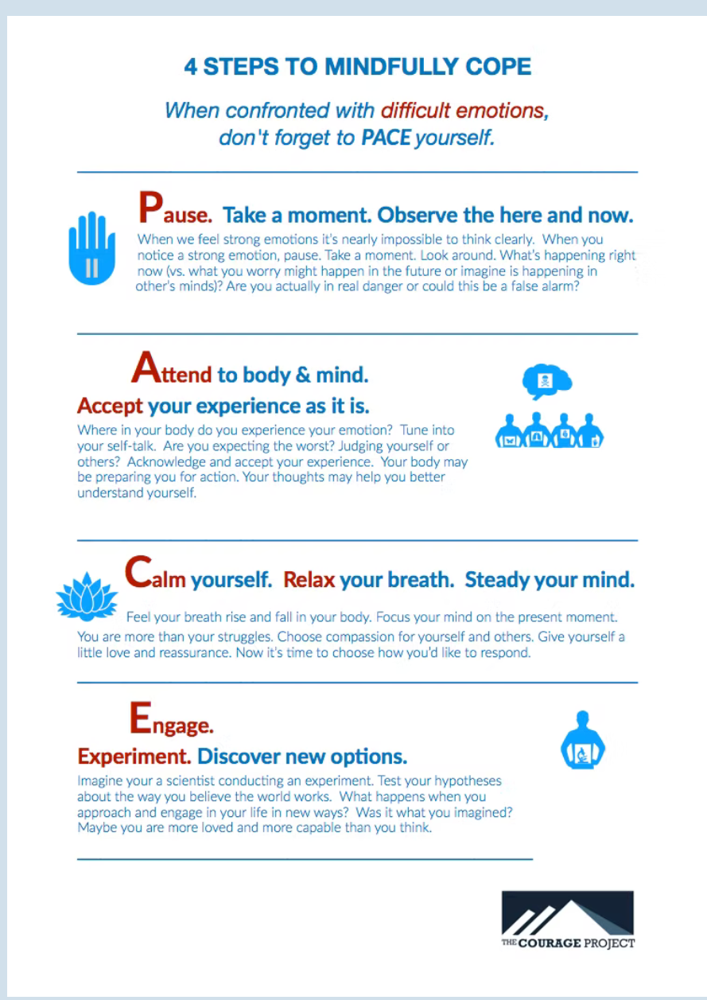 4 STEPS TO MINDFULLY COPE
When confronted with difficult emotions,
don't forget to PACE yourself.
Pause. Take a moment. Observe the here and now.
When we feel strong emotions it's nearly impossible to think clearly. When you
notice a strong emotion, pause. Take a moment. Look around. What's happening right
now (vs. what you worry might happen in the future or imagine is happening in
other's minds)? Are you actually in real danger or could this be a false alarm?
Attend to body & mind.
Accept your experience as it is.
Where in your body do you experience your emotion? Tune into
your self-talk. Are you expecting the worst? Judging yourself or
others? Acknowledge and accept your experience. Your body may
be preparing you for action. Your thoughts may help you better
understand yourself.
Calm yourself. Relax your breath. Steady your mind.
Feel your breath rise and fall in your body. Focus your mind on the present moment.
You are more than your struggles. Choose compassion for yourself and others. Give yourself a
little love and reassurance. Now it's time to choose how you'd like to respond.
Engage.
Experiment. Discover new options.
Imagine your a scientist conducting an experiment. Test your hypotheses
about the way you believe the world works. What happens when you
approach and engage in your life in new ways? Was it what you imagined?
Maybe you are more loved and more capable than you think.
THE COURAGE PROJECT